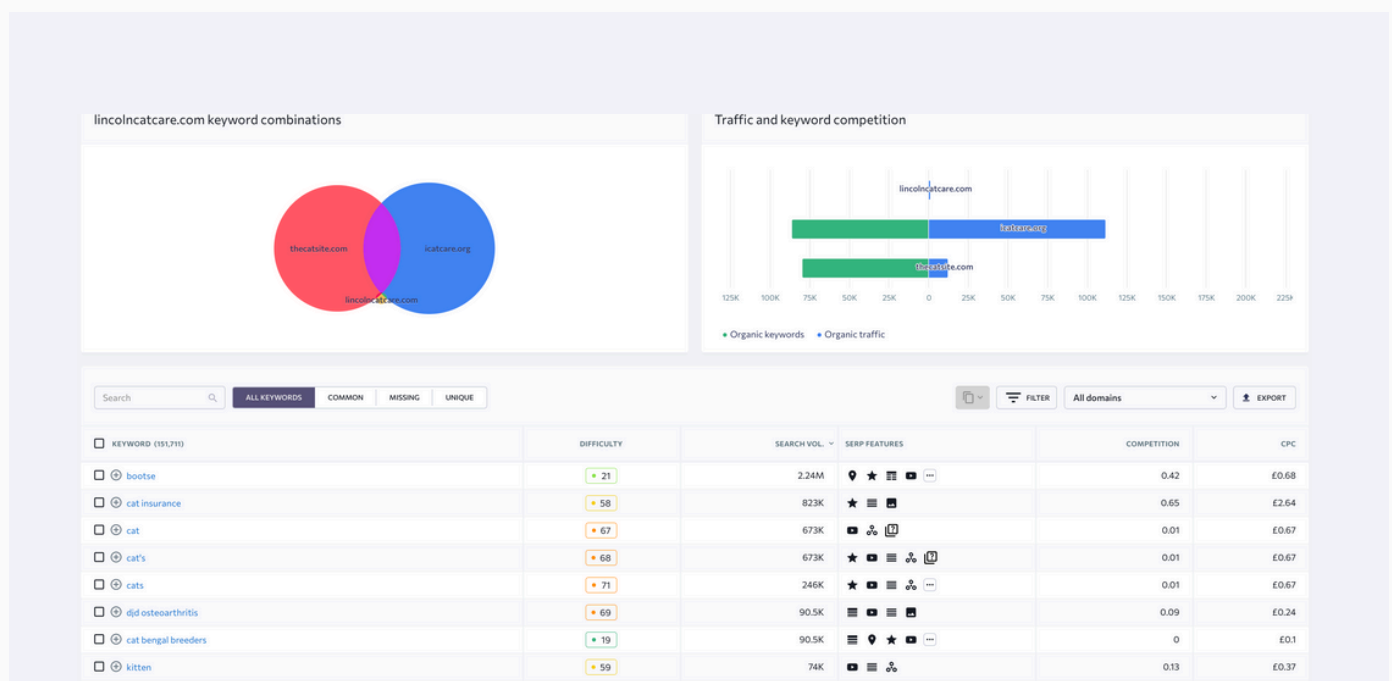 lincolncatcare.com keyword combinations
thecatsite.com
icatcare.org
lincolncatcare.com
Traffic and keyword competition
lincolncatcare.com
icatcare.org
thecatsite.com
125K 100K 75K 50K 25K 0 25K 50K 75K 100K 125K 150K 175K 200K 225K
Organic keywords Organic traffic
Search ALL KEYWORDS COMMON MISSING UNIQUE FILTER All domains EXPORT
KEYWORD (151,711) DIFFICULTY SEARCH VOL. SERP FEATURES COMPETITION CPC
bootse 21 2.24M 0.42 £0.68
cat insurance 58 823K 0.65 £2.64
cat 67 673K 0.01 £0.67
cat's 68 673K 0.01 £0.67
cats 71 246K 0.01 £0.67
djd osteoarthritis 69 90.5K 0.09 £0.24
cat bengal breeders 19 90.5K 0 £0.1
kitten 59 74K 0.13 £0.37